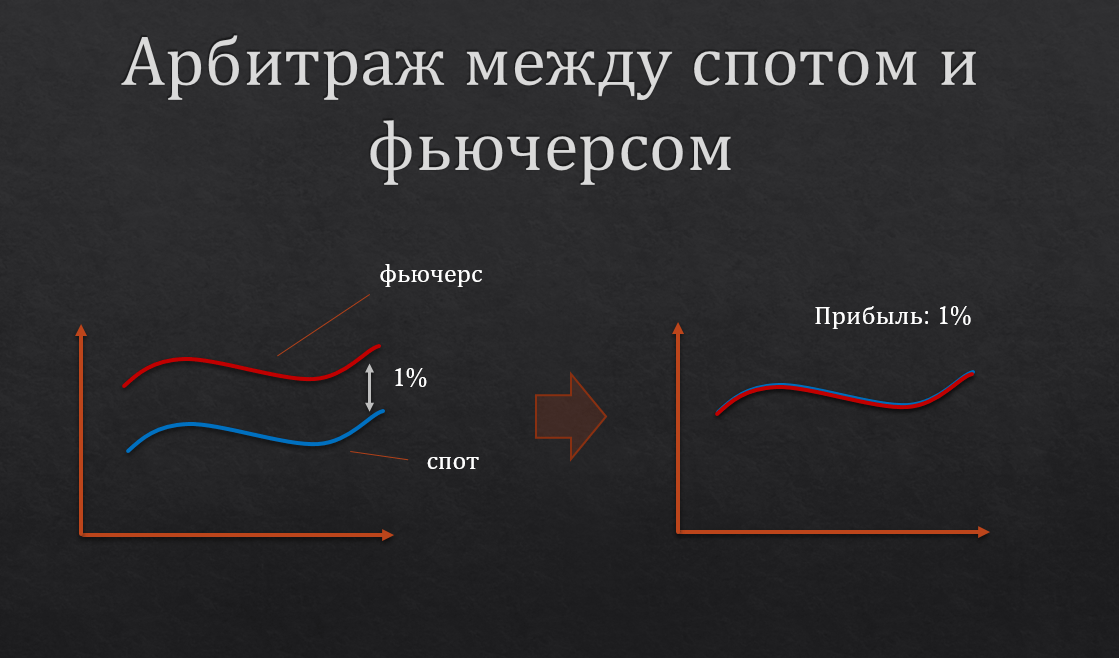 Арбитраж между спотом и
фьючерсом
фьючерс
1%
спот
Прибыль: 1%